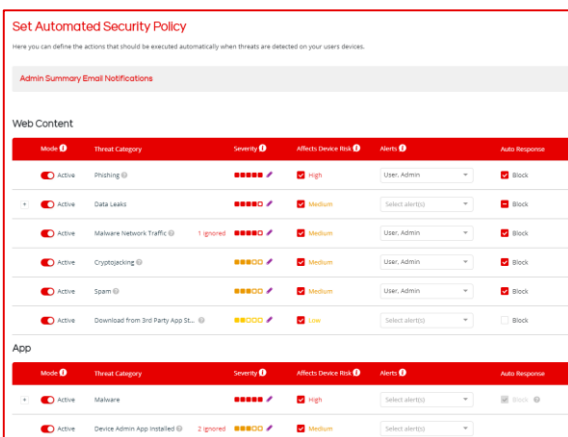 Set Automated Security Policy
Here you can define the actions that should be executed automatically when threats are detected on your users devices.
Admin Summary Email Notifications
Web Content
Mode Threat Category Severity Affects Device Risk Alerts Auto Response
Active Phishing High User, Admin Block
Active Data Leaks Medium Select alert(s) Block
Active Malware Network Traffic 1 ignored Medium User, Admin Block
Active Cryptojacking Medium User, Admin Block
Active Spam Medium User, Admin Block
Active Download from 3rd Party App St... Low Select alert(s) Block
App
Mode Threat Category Severity Affects Device Risk Alerts Auto Response
Active Malware High Select alert(s) Block
Active Device Admin App Installed 2 ignored Medium Select alert(s)